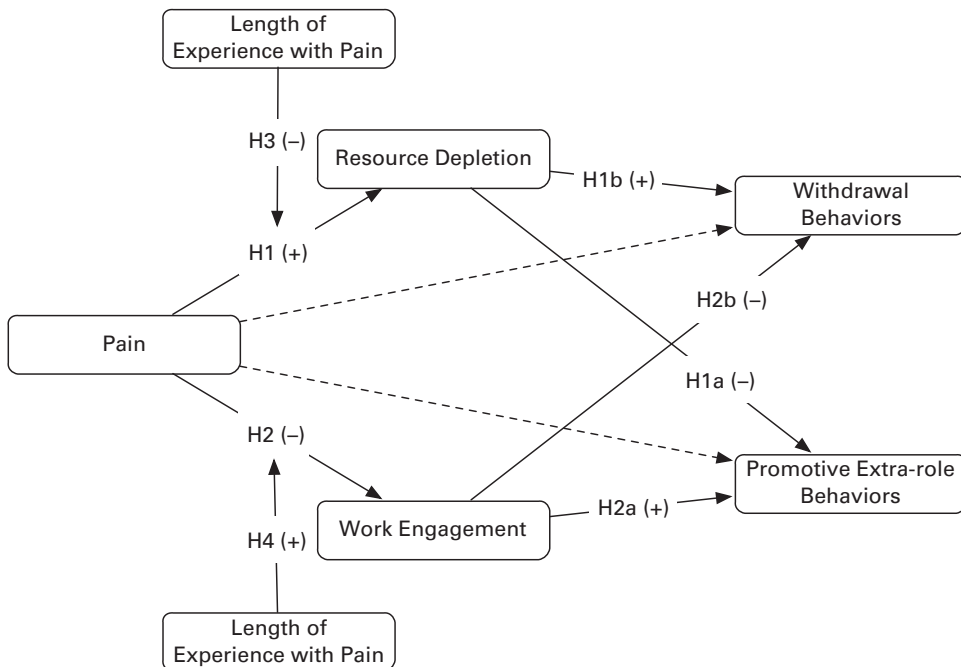 Length of
Experience with Pain
H3 (–)
Resource Depletion
H1b (+)
Withdrawal
Behaviors
H1 (+)
H2b (–)
Pain
H1a (–)
H2 (–)
Promotive Extra-role
Behaviors
H2a (+)
Work Engagement
H4 (+)
Length of
Experience with Pain